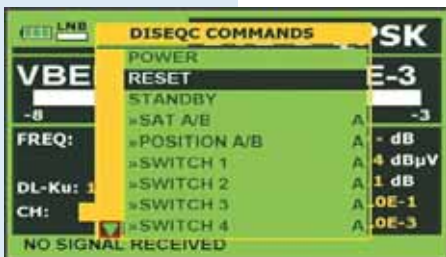 LNB
DISEQC COMMANDS
PSK
POWER
VBE
RESET
E-3
STANDBY
-8
-3
»SAT A/B A
FREQ:
»POSITION A/B A
- dB
»SWITCH 1 A
4 dBµV
DL-Ku: 1
»SWITCH 2 A
1 dB
»SWITCH 3 A
.0E-1
CH:
»SWITCH 4 A
.0E-3
NO SIGNAL RECEIVED